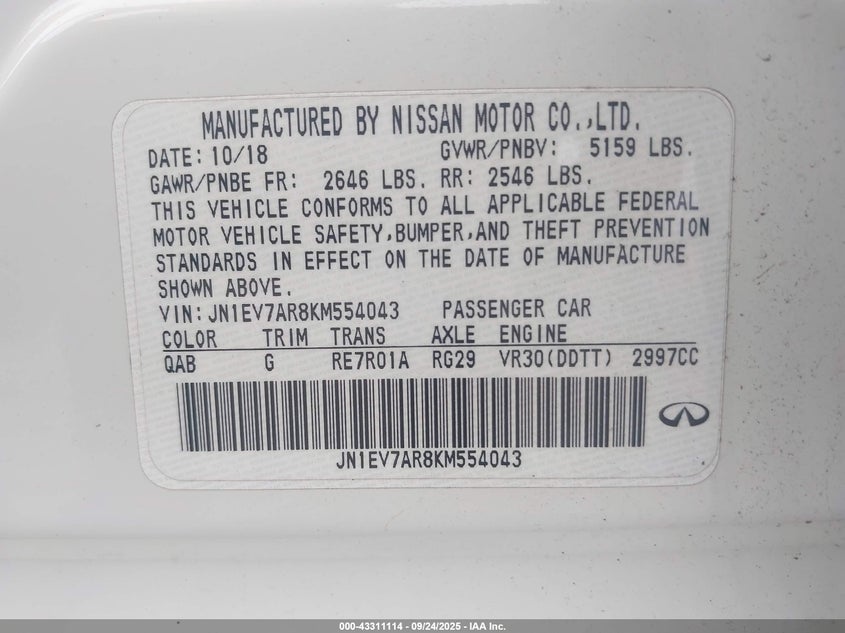 MANUFACTURED BY NISSAN MOTOR CO.,LTD.
DATE: 10/18 GVWR/PNBV: 5159 LBS.
GAWR/PNBE FR: 2646 LBS. RR: 2546 LBS.
THIS VEHICLE CONFORMS TO ALL APPLICABLE FEDERAL
MOTOR VEHICLE SAFETY,BUMPER,AND THEFT PREVENTION
STANDARDS IN EFFECT ON THE DATE OF MANUFACTURE
SHOWN ABOVE.
VIN: JN1EV7AR8KM554043 PASSENGER CAR
COLOR TRIM TRANS AXLE ENGINE
QAB G RE7R01A RG29 VR30(DDTT) 2997CC
JN1EV7AR8KM554043
000-43311114 - 09/24/2025 - IAA Inc.